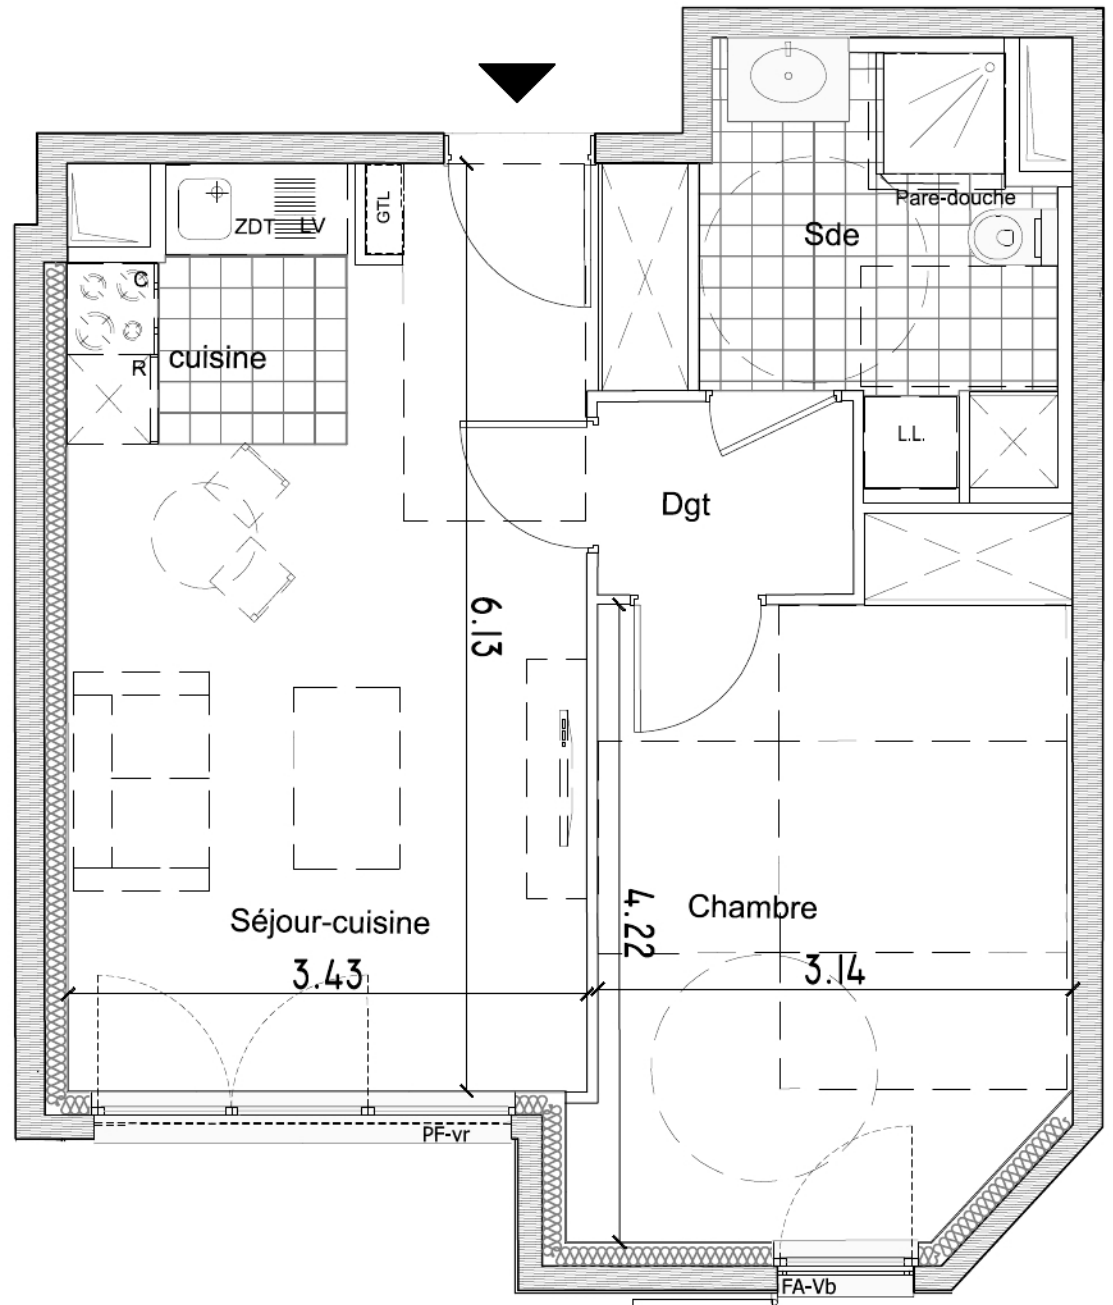 Pare-douche
Sde
GTL
ZDT
LV
C
R
cuisine
L.L.
Dgt
6.13
4.22
Chambre
Séjour-cuisine
3.43
3.14
PF-vr
FA-Vb